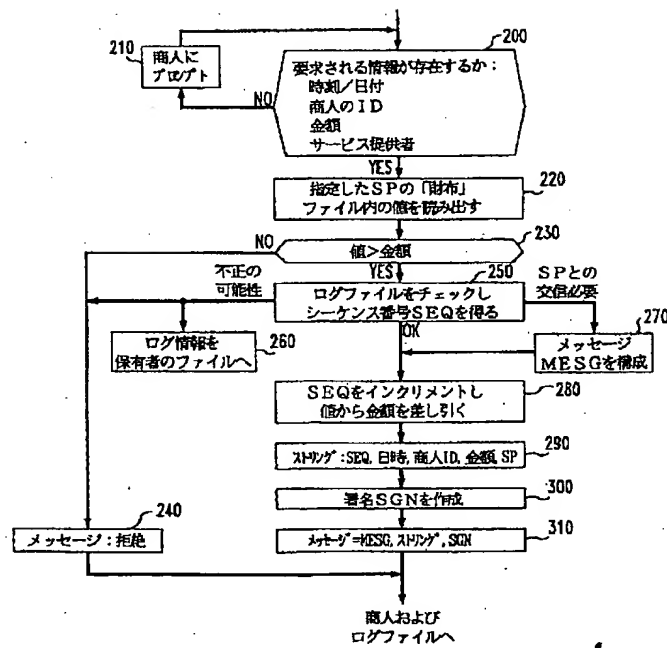 200
210
商人に
プロンプト
要求される情報が存在するか:
時刻/日付
商人のID
金額
サービス提供者
NO
YES
指定したSPの「財布」
ファイル内の値を読み出す
220
230
NO
値>金額
YES
不正の
可能性
250
SPとの
交信必要
ログファイルをチェックし
シーケンス番号SEQを得る
OK
ログ情報を
保有者のファイルへ
260
270
メッセージ
MESGを構成
SEQをインクリメントし
値から金額を差し引く
280
290
ストリング:SEQ,日時,商人ID,金額,SP
300
署名SGNを作成
240
メッセージ:拒絶
310
メッセージ=MESG,ストリング,SGN
商人および
ログファイルへ